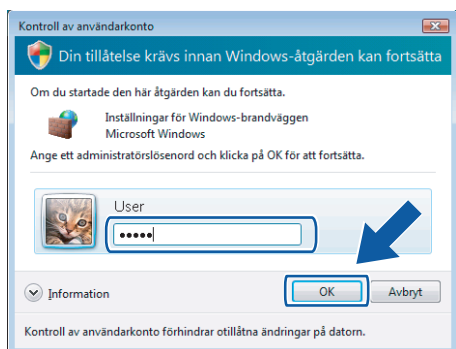 Kontroll av användarkonto
Din tillåtelse krävs innan Windows-åtgärden kan fortsätta
Om du startade den här åtgärden kan du fortsätta.
Inställningar för Windows-brandväggen
Microsoft Windows
Ange ett administratörslösenord och klicka på OK för att fortsätta.
User
•••••
Information
OK
Avbryt
Kontroll av användarkonto förhindrar otillåtna ändringar på datorn.